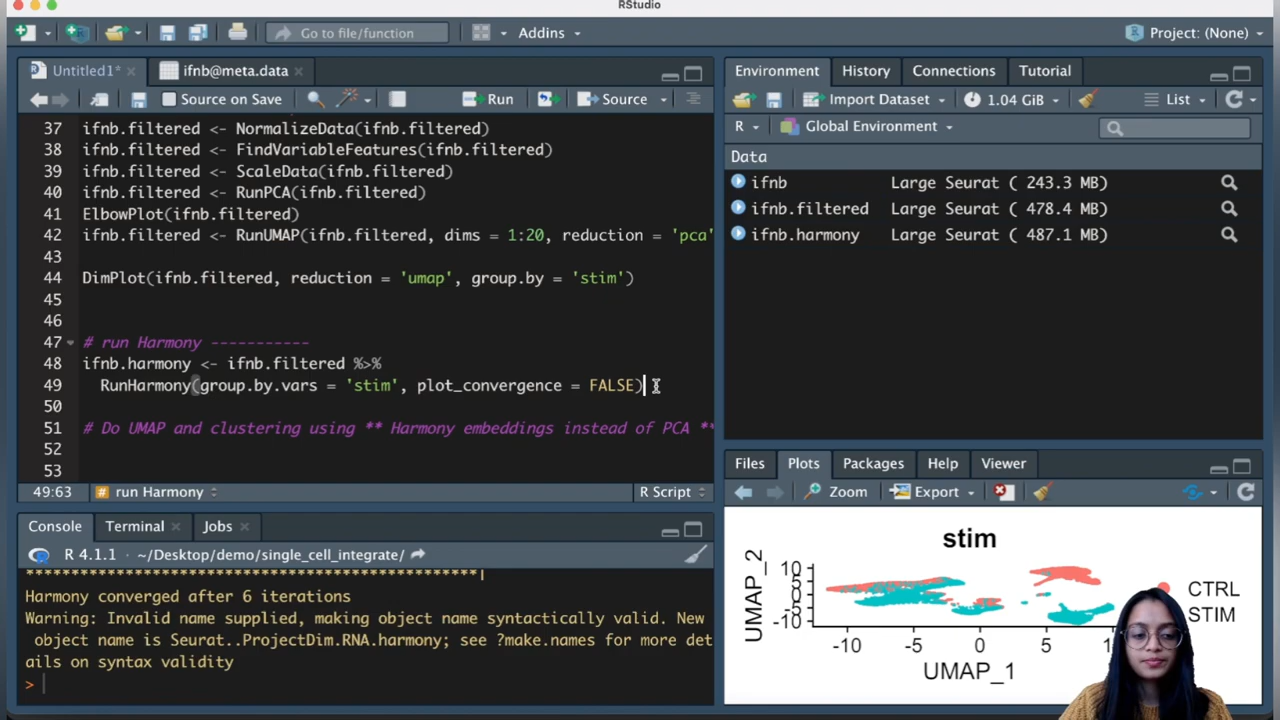 RStudio
Go to file/function
Addins
Project: (None)
Untitled1*
ifnb@meta.data
Source on Save
Run
Source
37 ifnb.filtered <- NormalizeData(ifnb.filtered)
38 ifnb.filtered <- FindVariableFeatures(ifnb.filtered)
39 ifnb.filtered <- ScaleData(ifnb.filtered)
40 ifnb.filtered <- RunPCA(ifnb.filtered)
41 ElbowPlot(ifnb.filtered)
42 ifnb.filtered <- RunUMAP(ifnb.filtered, dims = 1:20, reduction = 'pca'
43
44 DimPlot(ifnb.filtered, reduction = 'umap', group.by = 'stim')
45
46
47 # run Harmony -----------
48 ifnb.harmony <- ifnb.filtered %>%
49 RunHarmony(group.by.vars = 'stim', plot_convergence = FALSE)
50
51 # Do UMAP and clustering using ** Harmony embeddings instead of PCA **
52
53
49:63
# run Harmony
R Script
Console
Terminal
Jobs
R 4.1.1 · ~/Desktop/demo/single_cell_integrate/
**************************************************|
Harmony converged after 6 iterations
Warning: Invalid name supplied, making object name syntactically valid. New
object name is Seurat..ProjectDim.RNA.harmony; see ?make.names for more det
ails on syntax validity
>
Environment
History
Connections
Tutorial
Import Dataset
1.04 GiB
List
R
Global Environment
Data
ifnb Large Seurat ( 243.3 MB)
ifnb.filtered Large Seurat ( 478.4 MB)
ifnb.harmony Large Seurat ( 487.1 MB)
Files
Plots
Packages
Help
Viewer
Zoom
Export
stim
UMAP_2
10
5
0
-5
-10
-10 -5 0 5
UMAP_1
CTRL
STIM